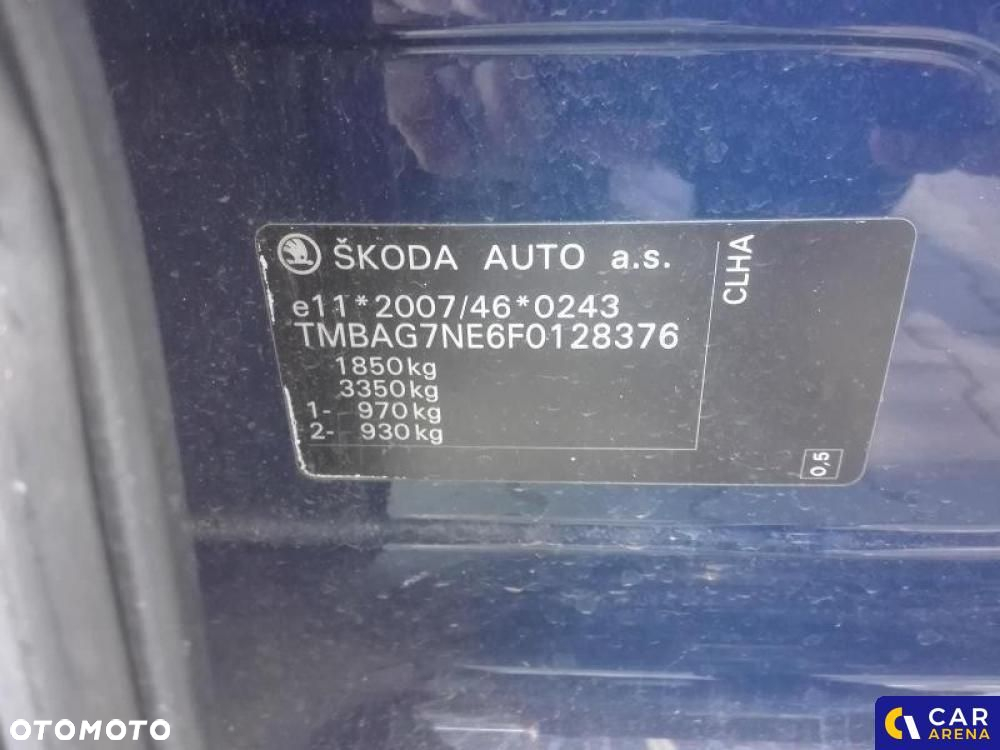 ŠKODA AUTO a.s.
e11*2007/46*0243
TMBAG7NE6F0128376
1850kg
3350kg
1- 970kg
2- 930kg
CLHA
0,5
OTOMOTO
CAR
ARENA